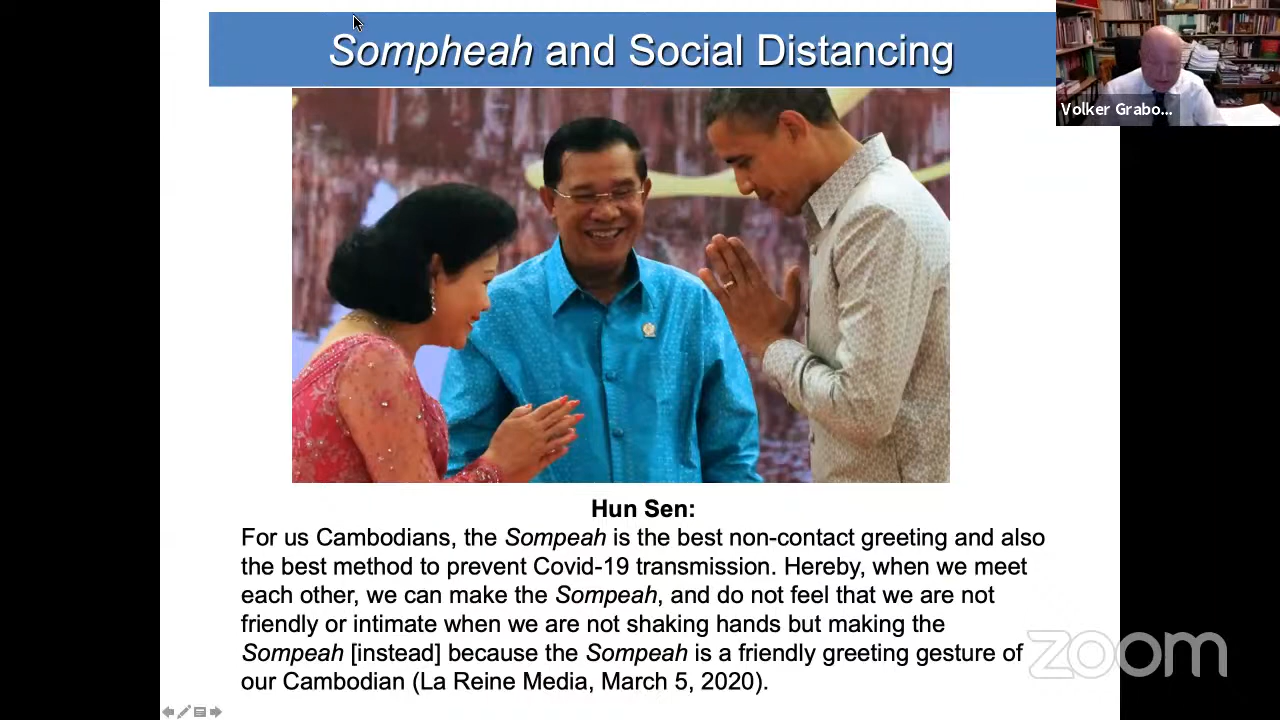 Sompheah and Social Distancing
Volker Grabo...
Hun Sen:
For us Cambodians, the Sompeah is the best non-contact greeting and also
the best method to prevent Covid-19 transmission. Hereby, when we meet
each other, we can make the Sompeah, and do not feel that we are not
friendly or intimate when we are not shaking hands but making the
Sompeah [instead] because the Sompeah is a friendly greeting gesture of
our Cambodian (La Reine Media, March 5, 2020).
zoom